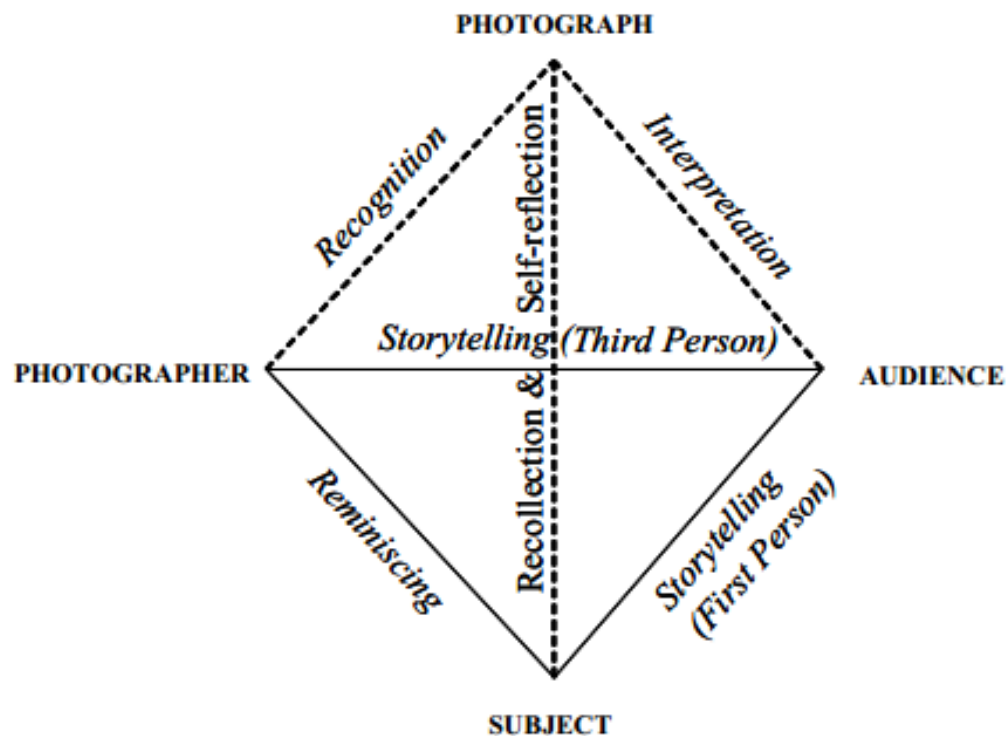 PHOTOGRAPH
Recognition
Recollection & Self-reflection
Interpretation
Storytelling (Third Person)
PHOTOGRAPHER
AUDIENCE
Reminiscing
Storytelling
(First Person)
SUBJECT